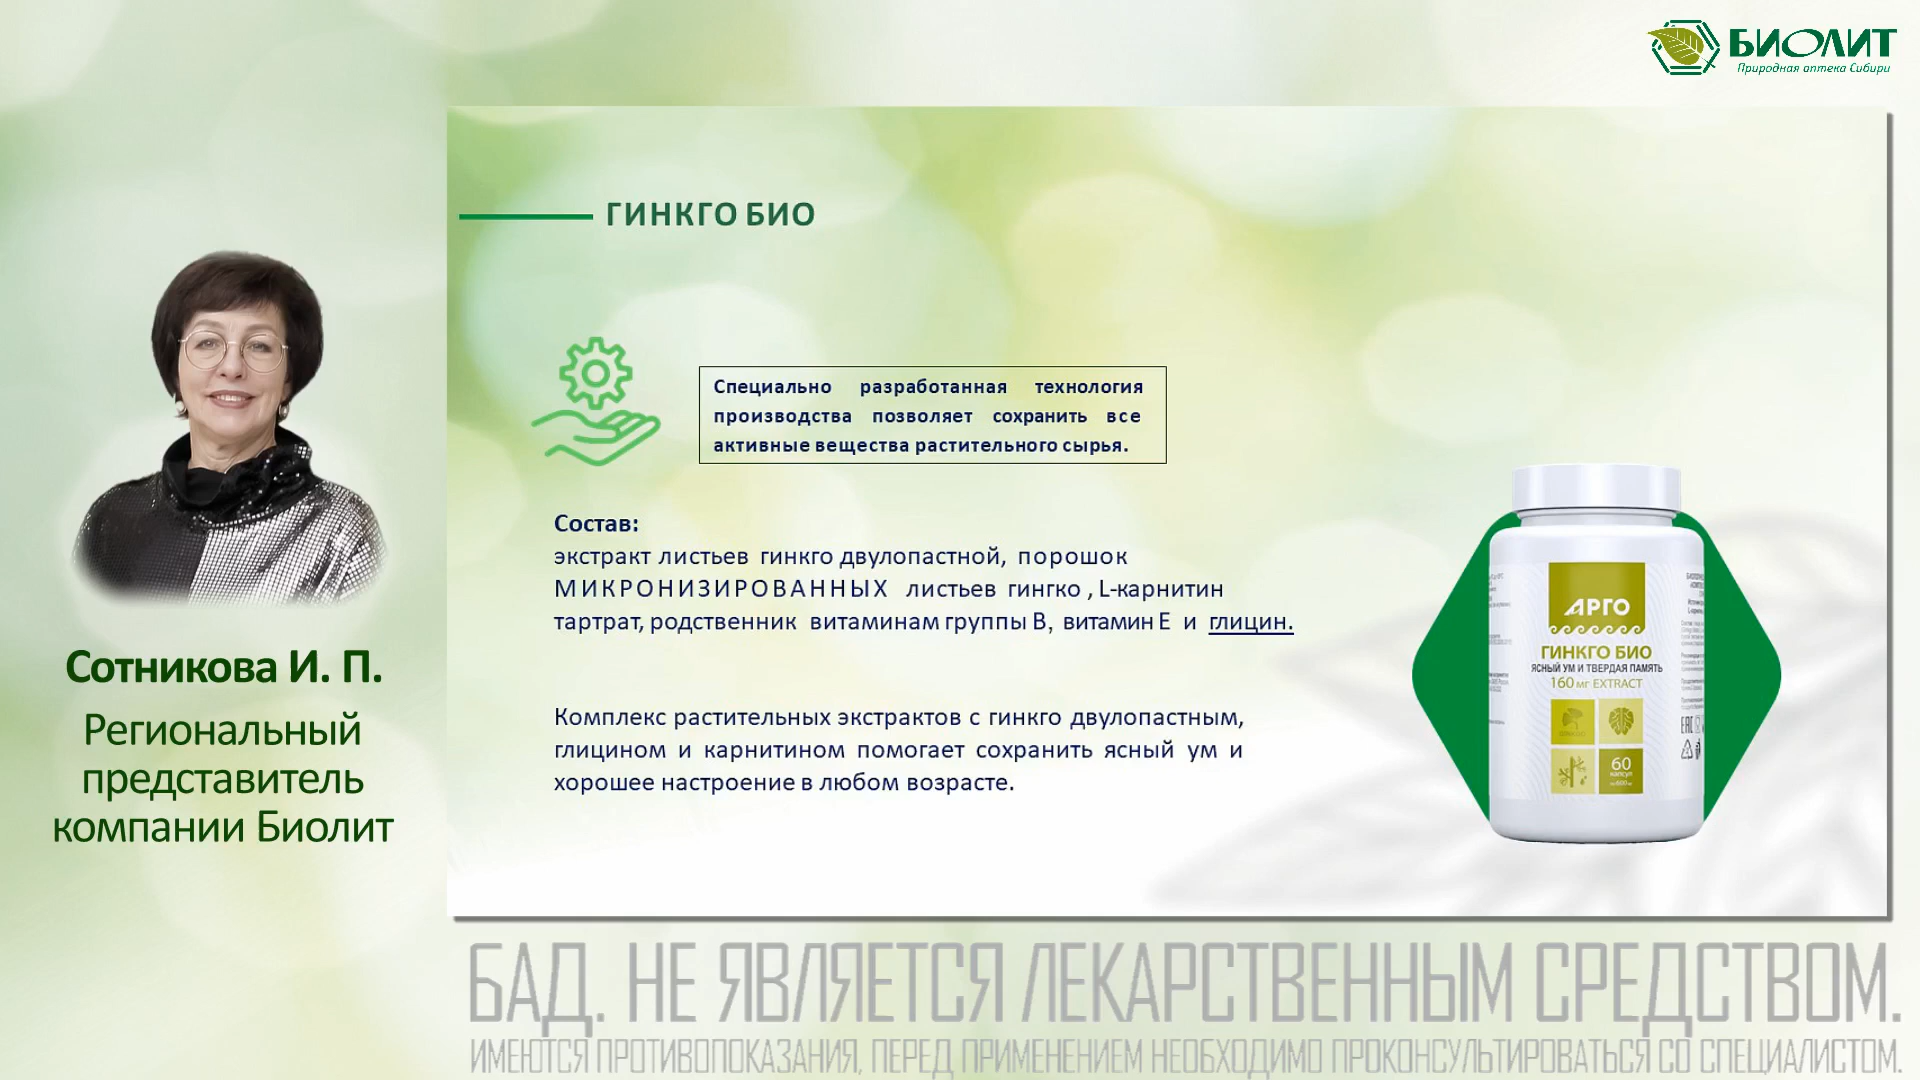 БИОЛИТ
Природная аптека Сибири
ГИНКГО БИО
Специально разработанная технология
производства позволяет сохранить все
активные вещества растительного сырья.
Состав:
экстракт листьев гинкго двулопастной, порошок
МИКРОНИЗИРОВАННЫХ листьев гингко , L-карнитин
тартрат, родственник витаминам группы В, витамин Е и глицин.
Комплекс растительных экстрактов с гинкго двулопастным,
глицином и карнитином помогает сохранить ясный ум и
хорошее настроение в любом возрасте.
АРГО
ГИНКГО БИО
ЯСНЫЙ УМ И ТВЕРДАЯ ПАМЯТЬ
160 мг EXTRACT
60
капсул
Сотникова И. П.
Региональный
представитель
компании Биолит
БАД. НЕ ЯВЛЯЕТСЯ ЛЕКАРСТВЕННЫМ СРЕДСТВОМ.
ИМЕЮТСЯ ПРОТИВОПОКАЗАНИЯ, ПЕРЕД ПРИМЕНЕНИЕМ НЕОБХОДИМО ПРОКОНСУЛЬТИРОВАТЬСЯ СО СПЕЦИАЛИСТОМ.